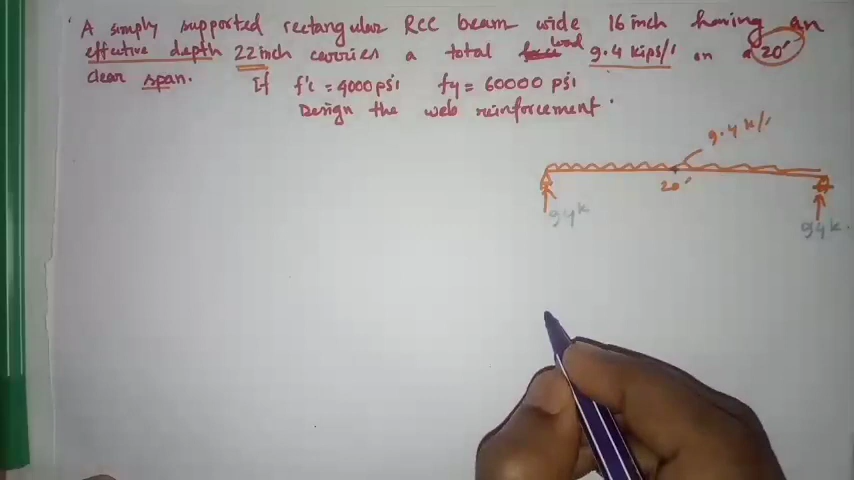 A simply supported rectangular RCC beam wide 16 inch having an
effective depth 22 inch carries a total load 9.4 kips/' on a 20'
clear span. If f'c = 4000 psi fy = 60000 psi
Design the web reinforcement.
9.4 k/'
20'
94k
94k.